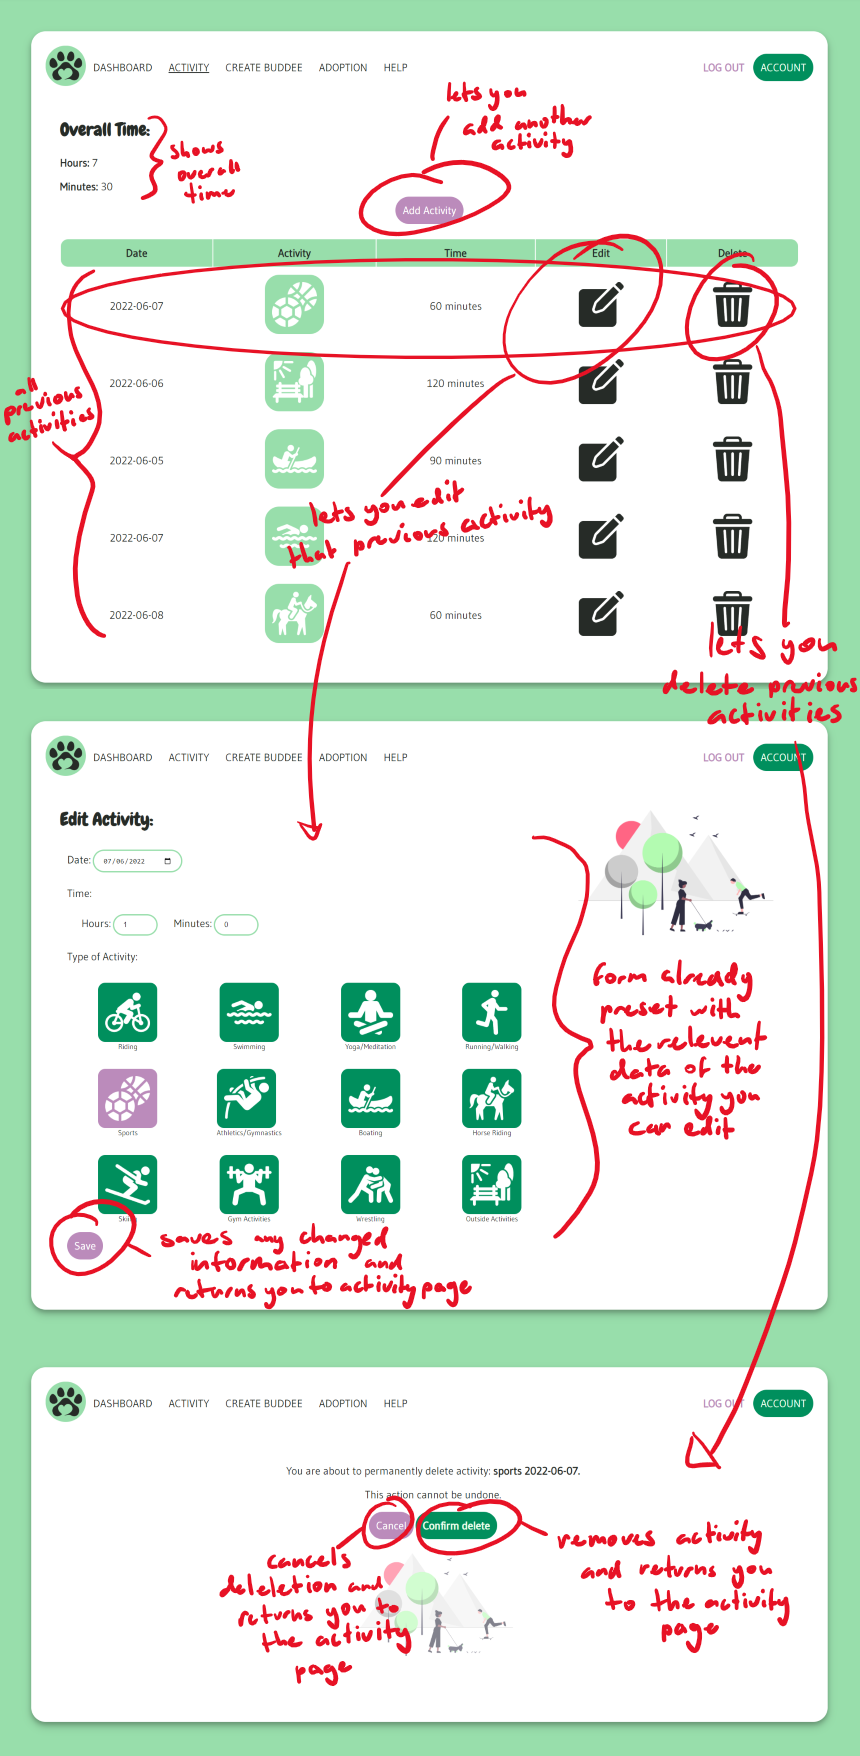 DASHBOARD ACTIVITY CREATE BUDDEE ADOPTION HELP LOG OUT ACCOUNT
lets you
add another
activity
Overall Time:
Hours: 7
Minutes: 30
shows
overall
time
Add Activity
Date Activity Time Edit Delete
2022-06-07 60 minutes
2022-06-06 120 minutes
all
previous
activities
2022-06-05 90 minutes
lets you edit
that previous activity
2022-06-07 120 minutes
2022-06-08 60 minutes
lets you
delete previous
activities
DASHBOARD ACTIVITY CREATE BUDDEE ADOPTION HELP LOG OUT ACCOUNT
Edit Activity:
Date: 07/06/2022
Time:
Hours: 1 Minutes: 0
Type of Activity:
form already
preset with
the relevent
data of the
activity you
can edit
Riding Swimming Yoga/Meditation Running/Walking
Sports Athletics/Gymnastics Boating Horse Riding
Skiing Gym Activities Wrestling Outside Activities
Save
saves any changed
information and
returns you to activity page
DASHBOARD ACTIVITY CREATE BUDDEE ADOPTION HELP LOG OUT ACCOUNT
You are about to permanently delete activity: sports 2022-06-07.
This action cannot be undone.
Cancel Confirm delete
cancels
deleletion and
returns you to
the activity
page
removes activity
and returns you
to the activity
page